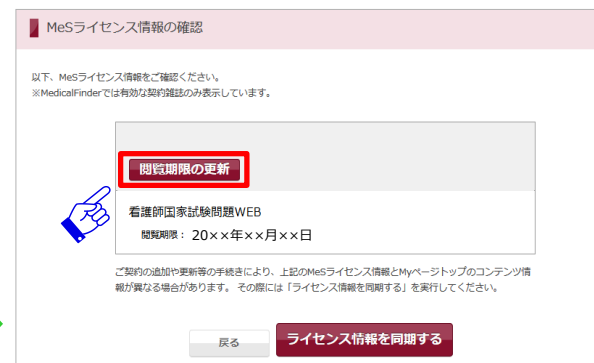 MeSライセンス情報の確認
以下、MeSライセンス情報をご確認ください。
※MedicalFinderでは有効な契約雑誌のみ表示しています。
閲覧期限の更新
看護師国家試験問題WEB
閲覧期限： 20××年××月××日
ご契約の追加や更新等の手続きにより、上記のMeSライセンス情報とMyページトップのコンテンツ情
報が異なる場合があります。 その際には「ライセンス情報を同期する」を実行してください。
戻る
ライセンス情報を同期する